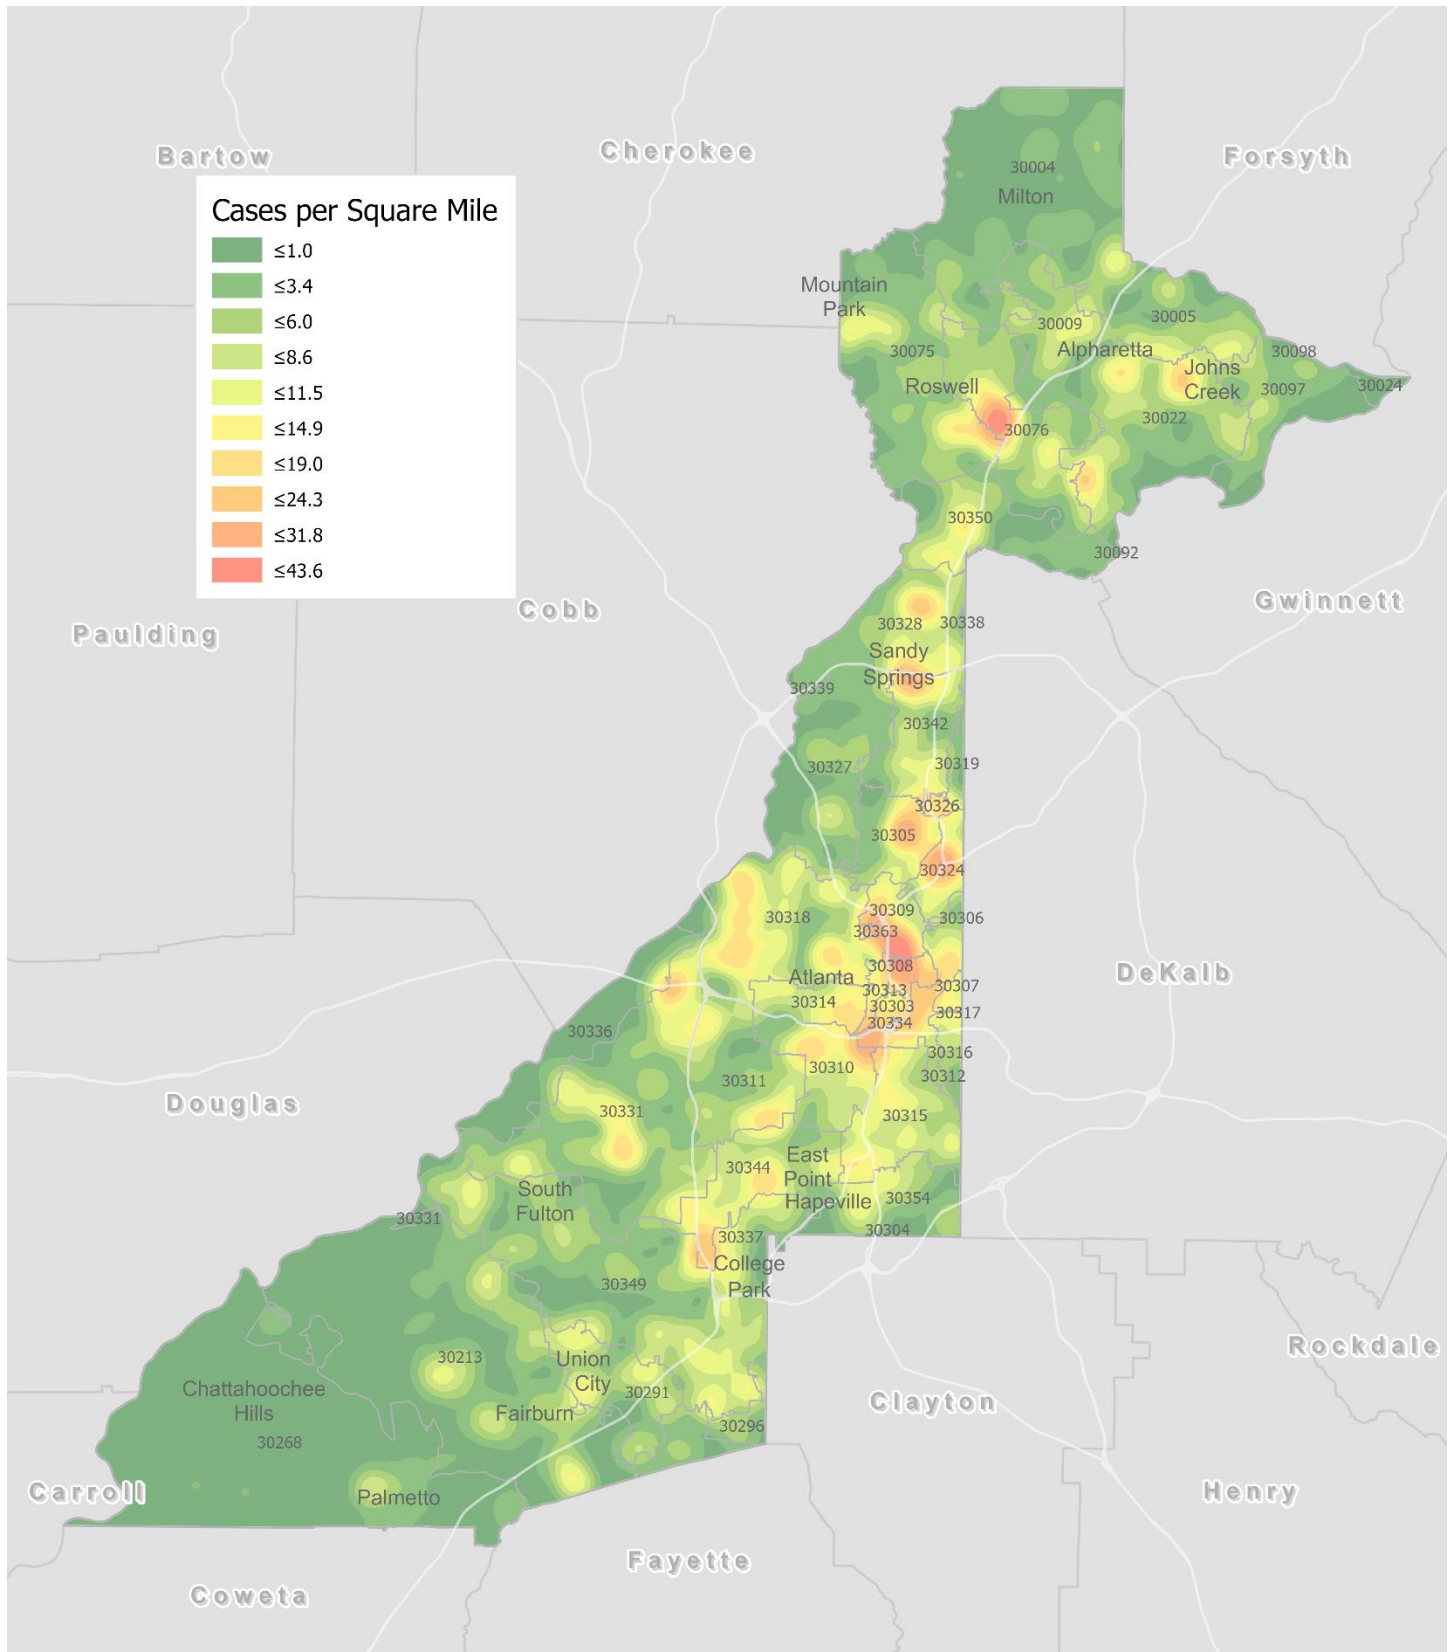 Bartow
Cherokee
Forsyth
Cases per Square Mile
≤1.0
≤3.4
≤6.0
≤8.6
≤11.5
≤14.9
≤19.0
≤24.3
≤31.8
≤43.6
30004
Milton
Mountain
Park
30009
30005
30075
Alpharetta
30098
Roswell
Johns
Creek
30097
30024
30022
30076
30350
30092
Cobb
Gwinnett
Paulding
30328
30338
Sandy
Springs
30339
30342
30327
30319
30326
30305
30324
30318
30309
30306
30363
30308
Atlanta
DeKalb
30313
30307
30314
30303
30317
30334
30336
30316
30310
30312
30311
Douglas
30331
30315
East
Point
30344
South
Fulton
Hapeville
30354
30331
30304
30337
College
Park
30349
Rockdale
30213
Union
City
Chattahoochee
Hills
30291
Clayton
Fairburn
30296
30268
Carroll
Palmetto
Henry
Fayette
Coweta